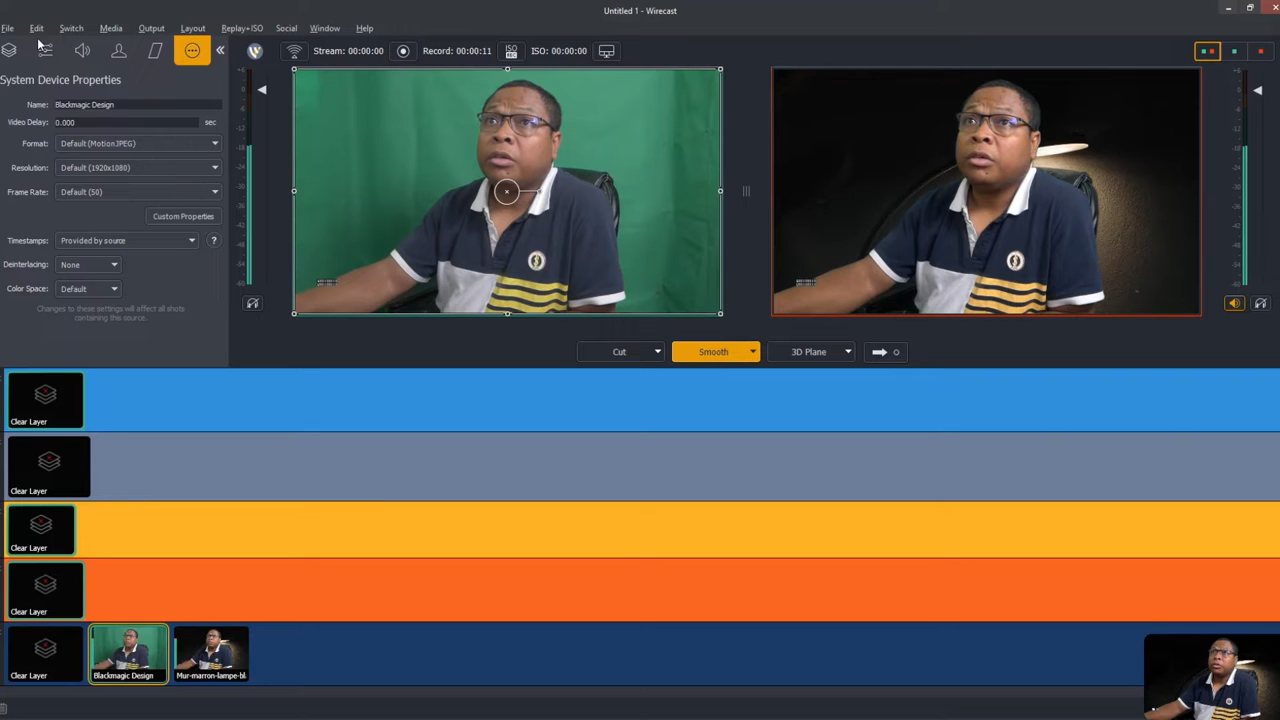 Untitled 1 - Wirecast
File Edit Switch Media Output Layout Replay+ISO Social Window Help
Stream: 00:00:00 Record: 00:00:11 ISO ISO: 00:00:00
System Device Properties
Name: Blackmagic Design
Video Delay: 0.000 sec
Format: Default (MotionJPEG)
Resolution: Default (1920x1080)
Frame Rate: Default (50)
Custom Properties
Timestamps: Provided by source ?
Deinterlacing: None
Color Space: Default
Changes to these settings will affect all shots
containing this source.
Cut Smooth 3D Plane
Clear Layer
Clear Layer
Clear Layer
Clear Layer
Clear Layer Blackmagic Design Mur-marron-lampe-bl